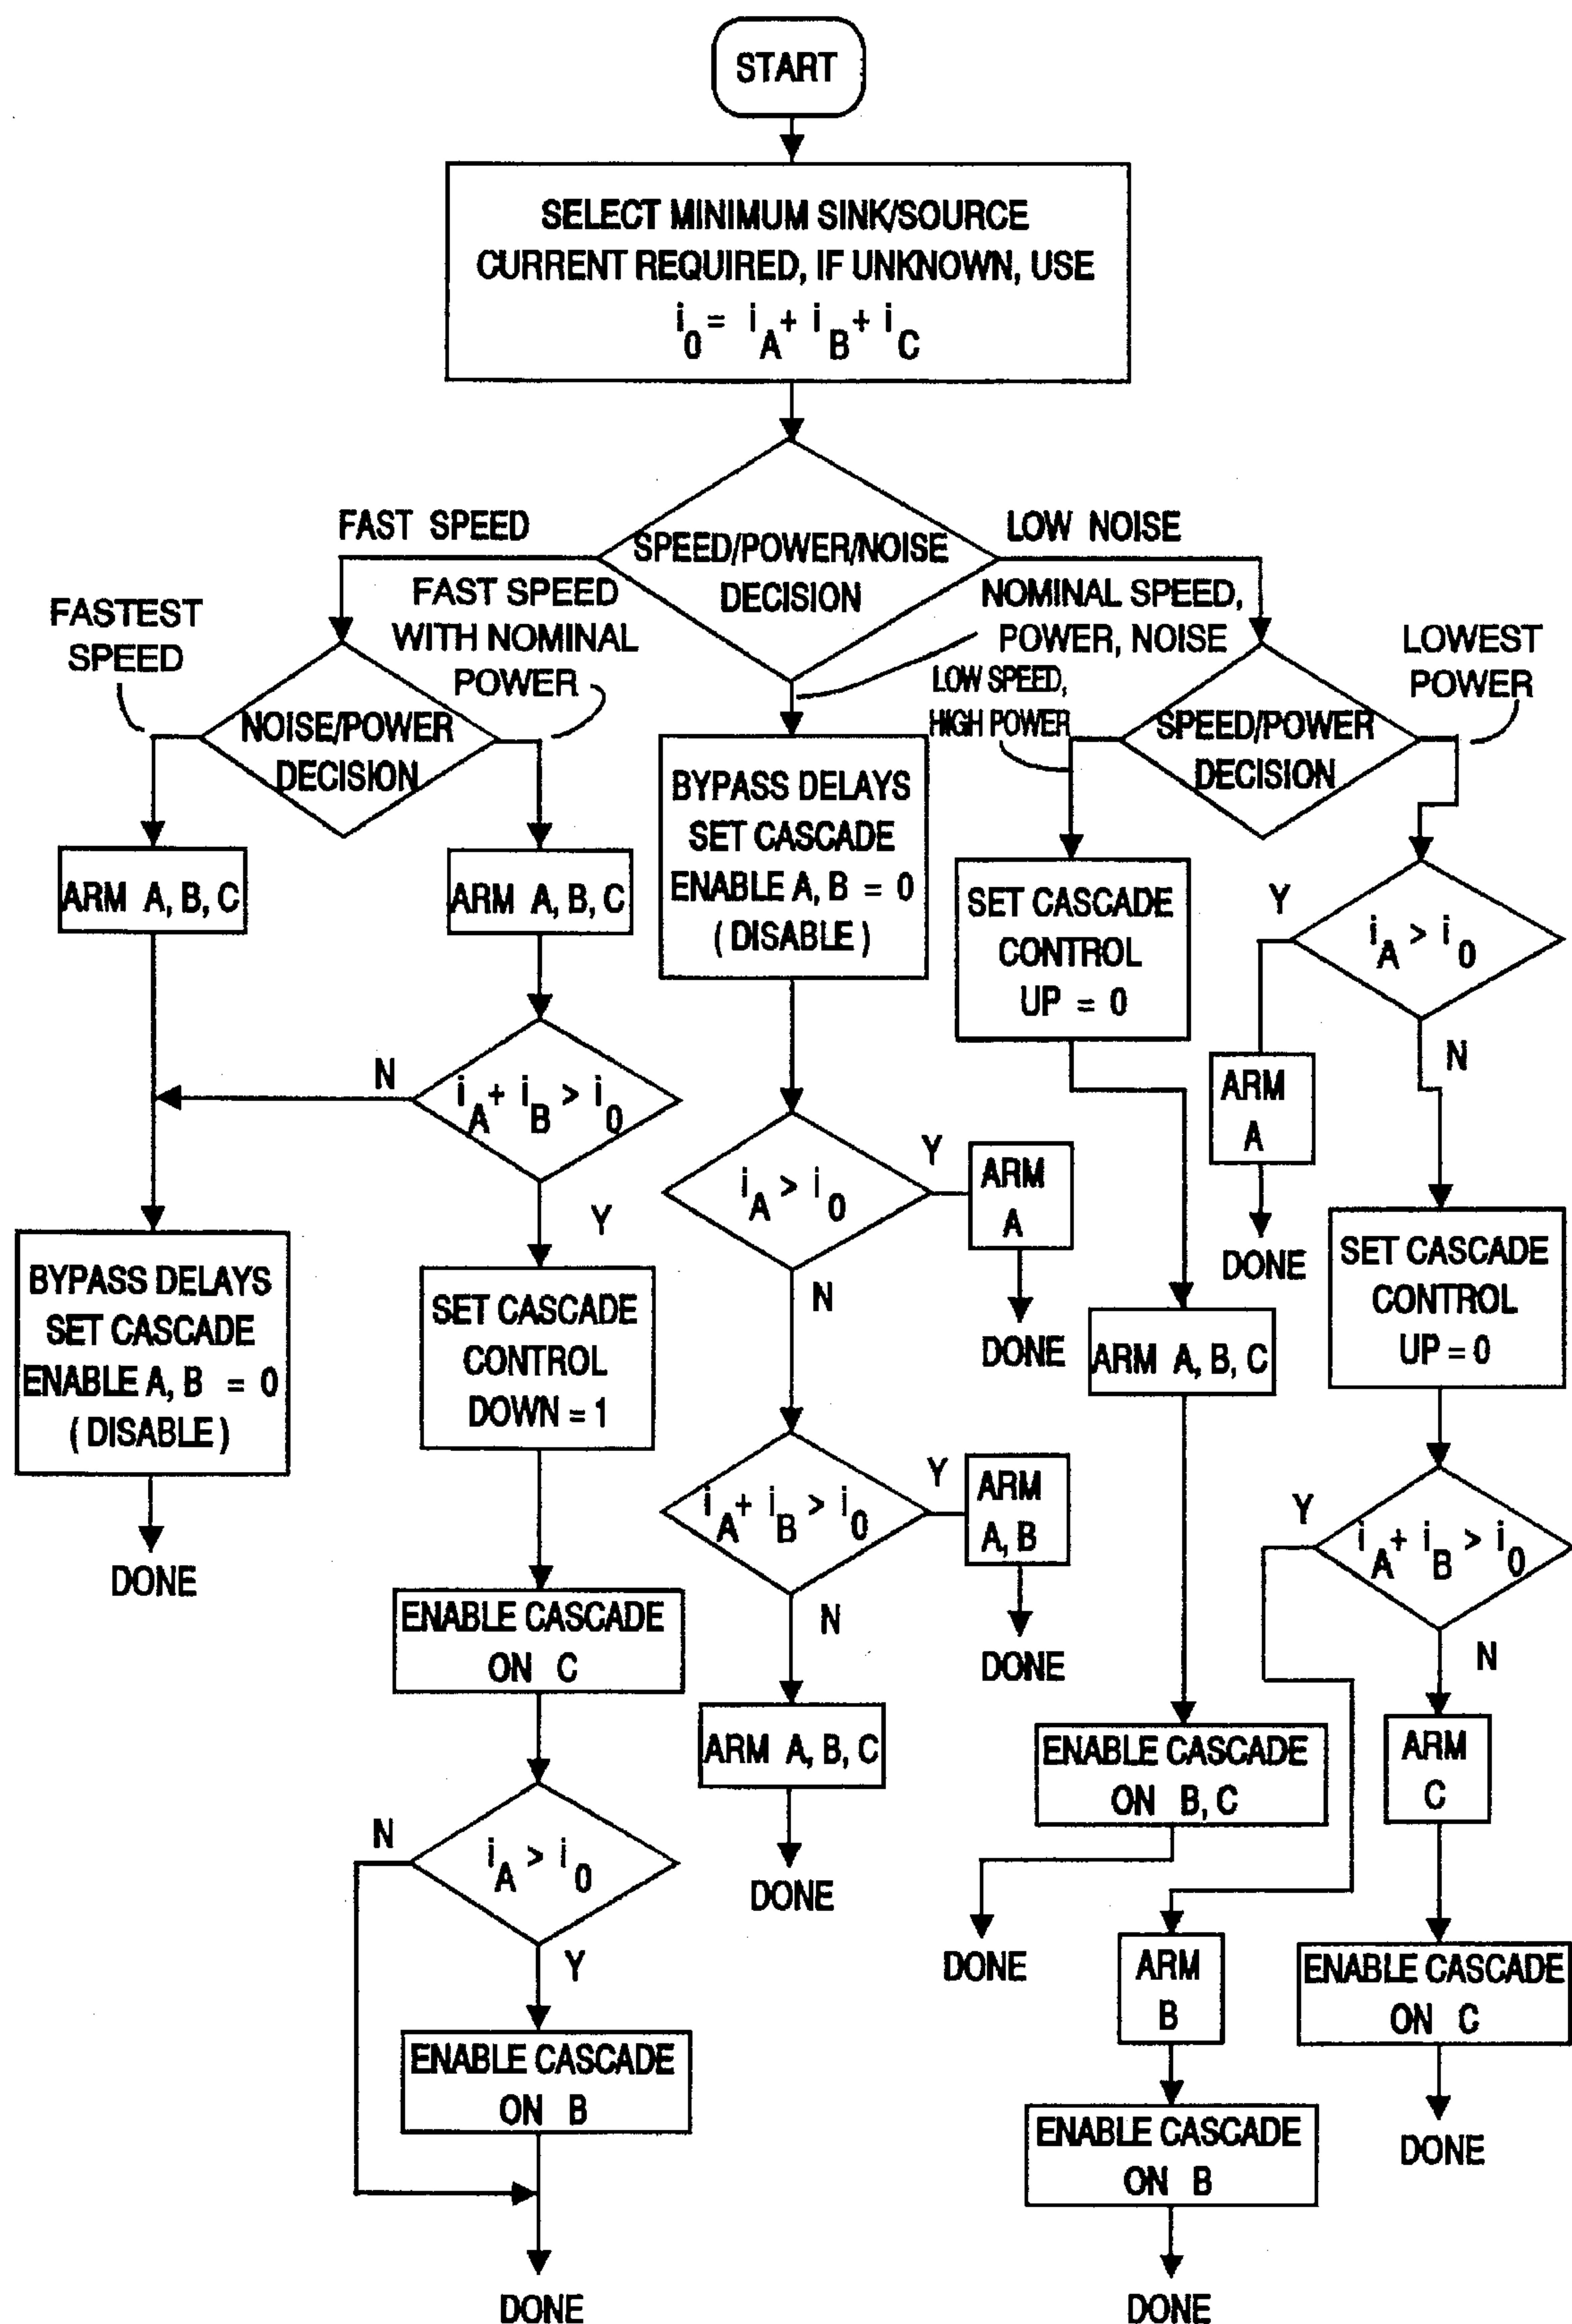 START
SELECT MINIMUM SINK/SOURCE
CURRENT REQUIRED, IF UNKNOWN, USE
i0 = iA + iB + iC
SPEED/POWER/NOISE
DECISION
FAST SPEED
LOW NOISE
FASTEST
SPEED
FAST SPEED
WITH NOMINAL
POWER
NOMINAL SPEED,
POWER, NOISE
LOW SPEED,
HIGH POWER
LOWEST
POWER
NOISE/POWER
DECISION
ARM A, B, C
ARM A, B, C
N
iA + iB > i0
Y
BYPASS DELAYS
SET CASCADE
ENABLE A, B = 0
( DISABLE )
DONE
SET CASCADE
CONTROL
DOWN = 1
ENABLE CASCADE
ON C
N
iA > i0
Y
ENABLE CASCADE
ON B
DONE
BYPASS DELAYS
SET CASCADE
ENABLE A, B = 0
( DISABLE )
iA > i0
Y
ARM
A
DONE
N
iA + iB > i0
Y
ARM
A, B
DONE
N
ARM A, B, C
DONE
SPEED/POWER
DECISION
SET CASCADE
CONTROL
UP = 0
ARM A, B, C
ENABLE CASCADE
ON B, C
DONE
Y
iA > i0
ARM
A
DONE
N
SET CASCADE
CONTROL
UP = 0
Y
iA + iB > i0
N
ARM
B
ENABLE CASCADE
ON B
DONE
ARM
C
ENABLE CASCADE
ON C
DONE